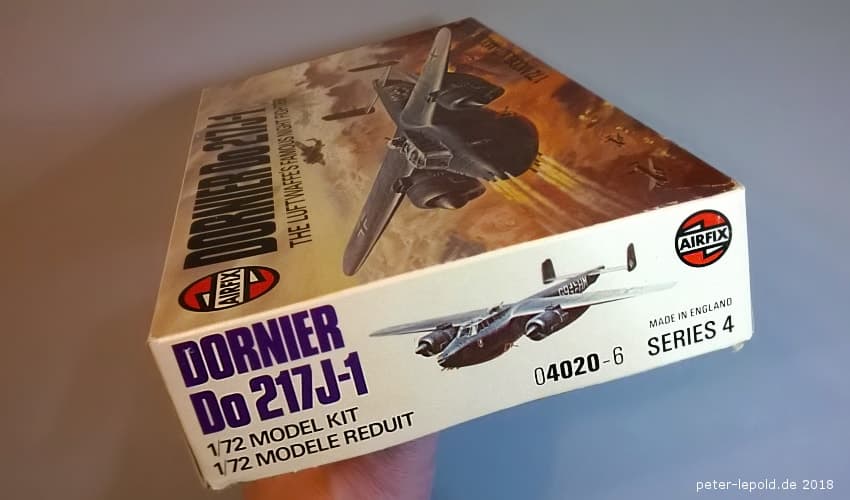 DORNIER Do 217J-1
THE LUFTWAFFE'S FAMOUS NIGHT FIGHTER
AIRFIX
AIRFIX
DORNIER
Do 217J-1
1/72 MODEL KIT
1/72 MODELE REDUIT
04020-6
MADE IN ENGLAND
SERIES 4
peter-lepold.de 2018